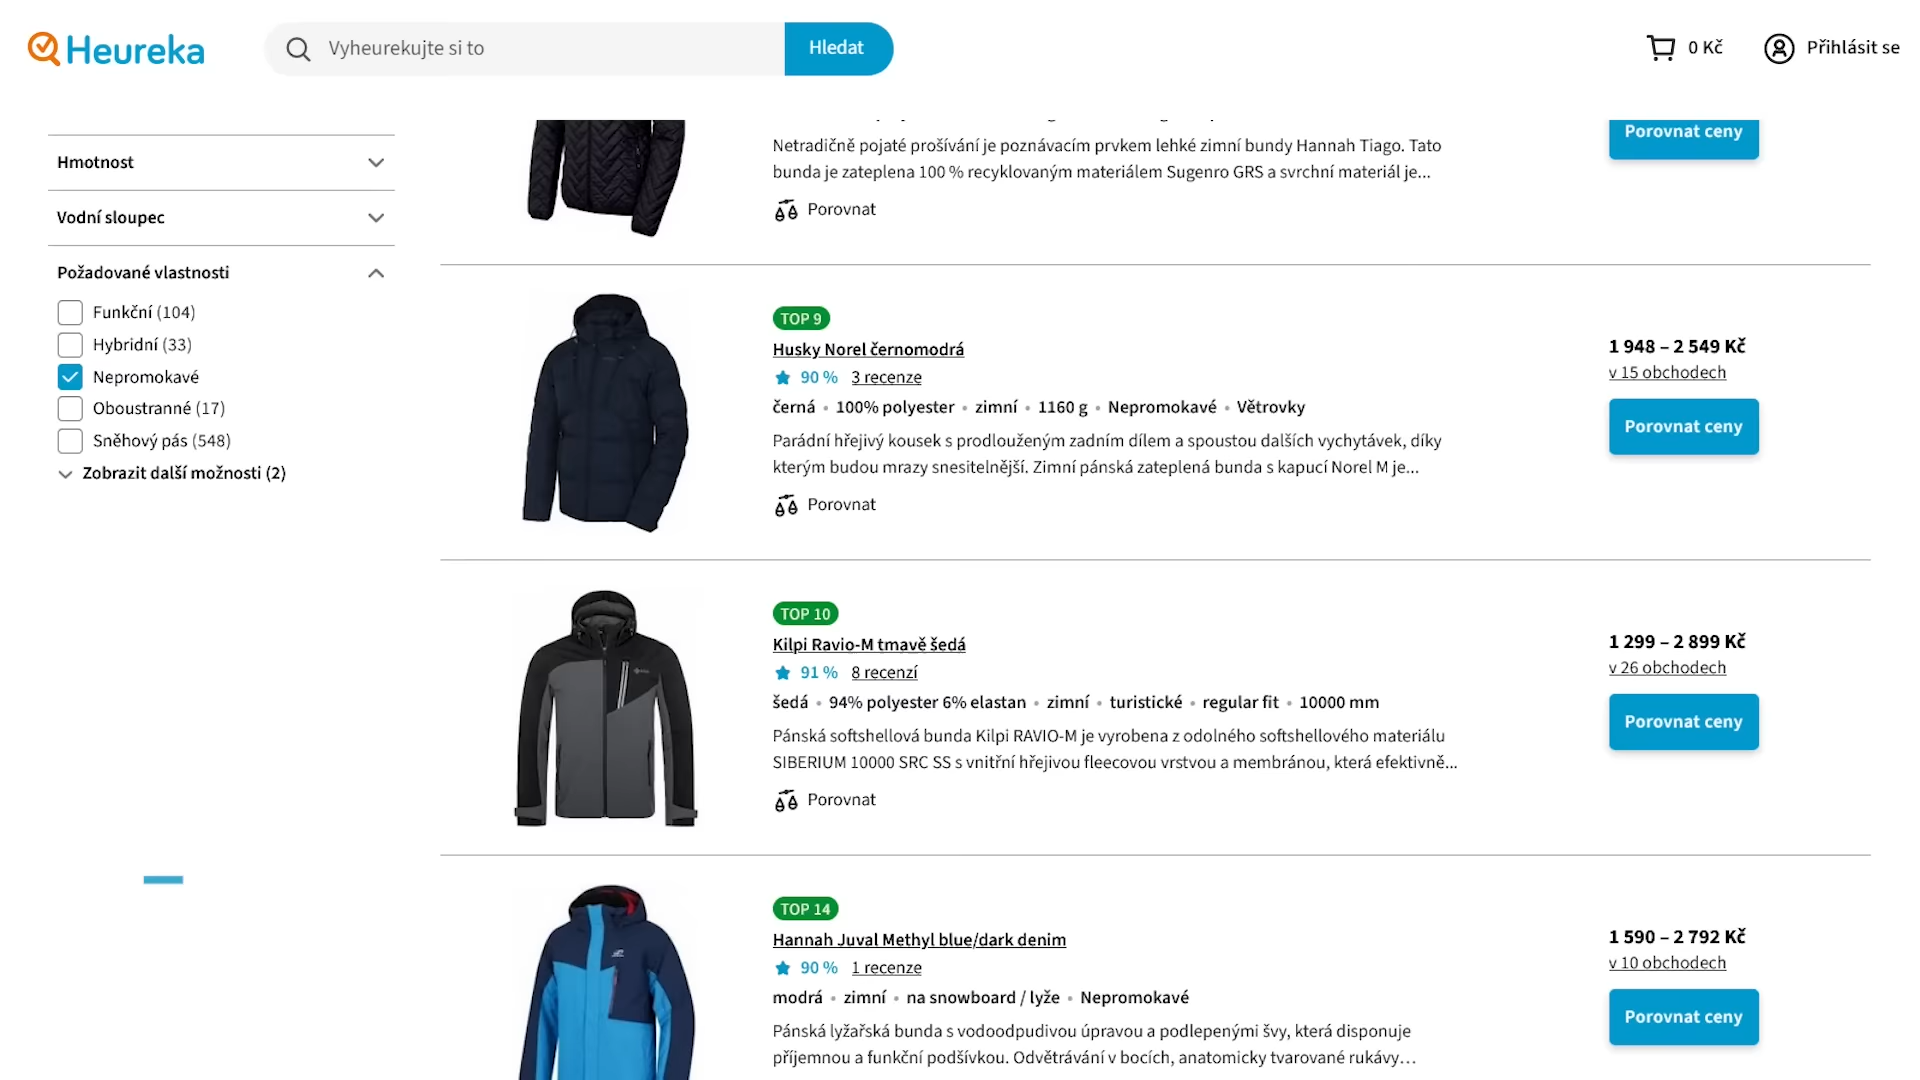 Heureka
Vyheurekujte si to
Hledat
0 Kč
Přihlásit se
Hmotnost
Vodní sloupec
Požadované vlastnosti
Funkční (104)
Hybridní (33)
Nepromokavé
Oboustranné (17)
Sněhový pás (548)
Zobrazit další možnosti (2)
Netradičně pojaté prošívání je poznávacím prvkem lehké zimní bundy Hannah Tiago. Tato
bunda je zateplena 100 % recyklovaným materiálem Sugenro GRS a svrchní materiál je...
Porovnat
Porovnat ceny
TOP 9
Husky Norel černomodrá
90 % 3 recenze
černá • 100% polyester • zimní • 1160 g • Nepromokavé • Větrovky
Parádní hřejivý kousek s prodlouženým zadním dílem a spoustou dalších vychytávek, díky
kterým budou mrazy snesitelnější. Zimní pánská zateplená bunda s kapucí Norel M je...
Porovnat
1 948 – 2 549 Kč
v 15 obchodech
Porovnat ceny
TOP 10
Kilpi Ravio-M tmavě šedá
91 % 8 recenzí
šedá • 94% polyester 6% elastan • zimní • turistické • regular fit • 10000 mm
Pánská softshellová bunda Kilpi RAVIO-M je vyrobena z odolného softshellového materiálu
SIBERIUM 10000 SRC SS s vnitřní hřejivou fleecovou vrstvou a membránou, která efektivně...
Porovnat
1 299 – 2 899 Kč
v 26 obchodech
Porovnat ceny
TOP 14
Hannah Juval Methyl blue/dark denim
90 % 1 recenze
modrá • zimní • na snowboard / lyže • Nepromokavé
Pánská lyžařská bunda s vodoodpudivou úpravou a podlepenými švy, která disponuje
příjemnou a funkční podšívkou. Odvětrávání v bocích, anatomicky tvarované rukávy…
1 590 – 2 792 Kč
v 10 obchodech
Porovnat ceny